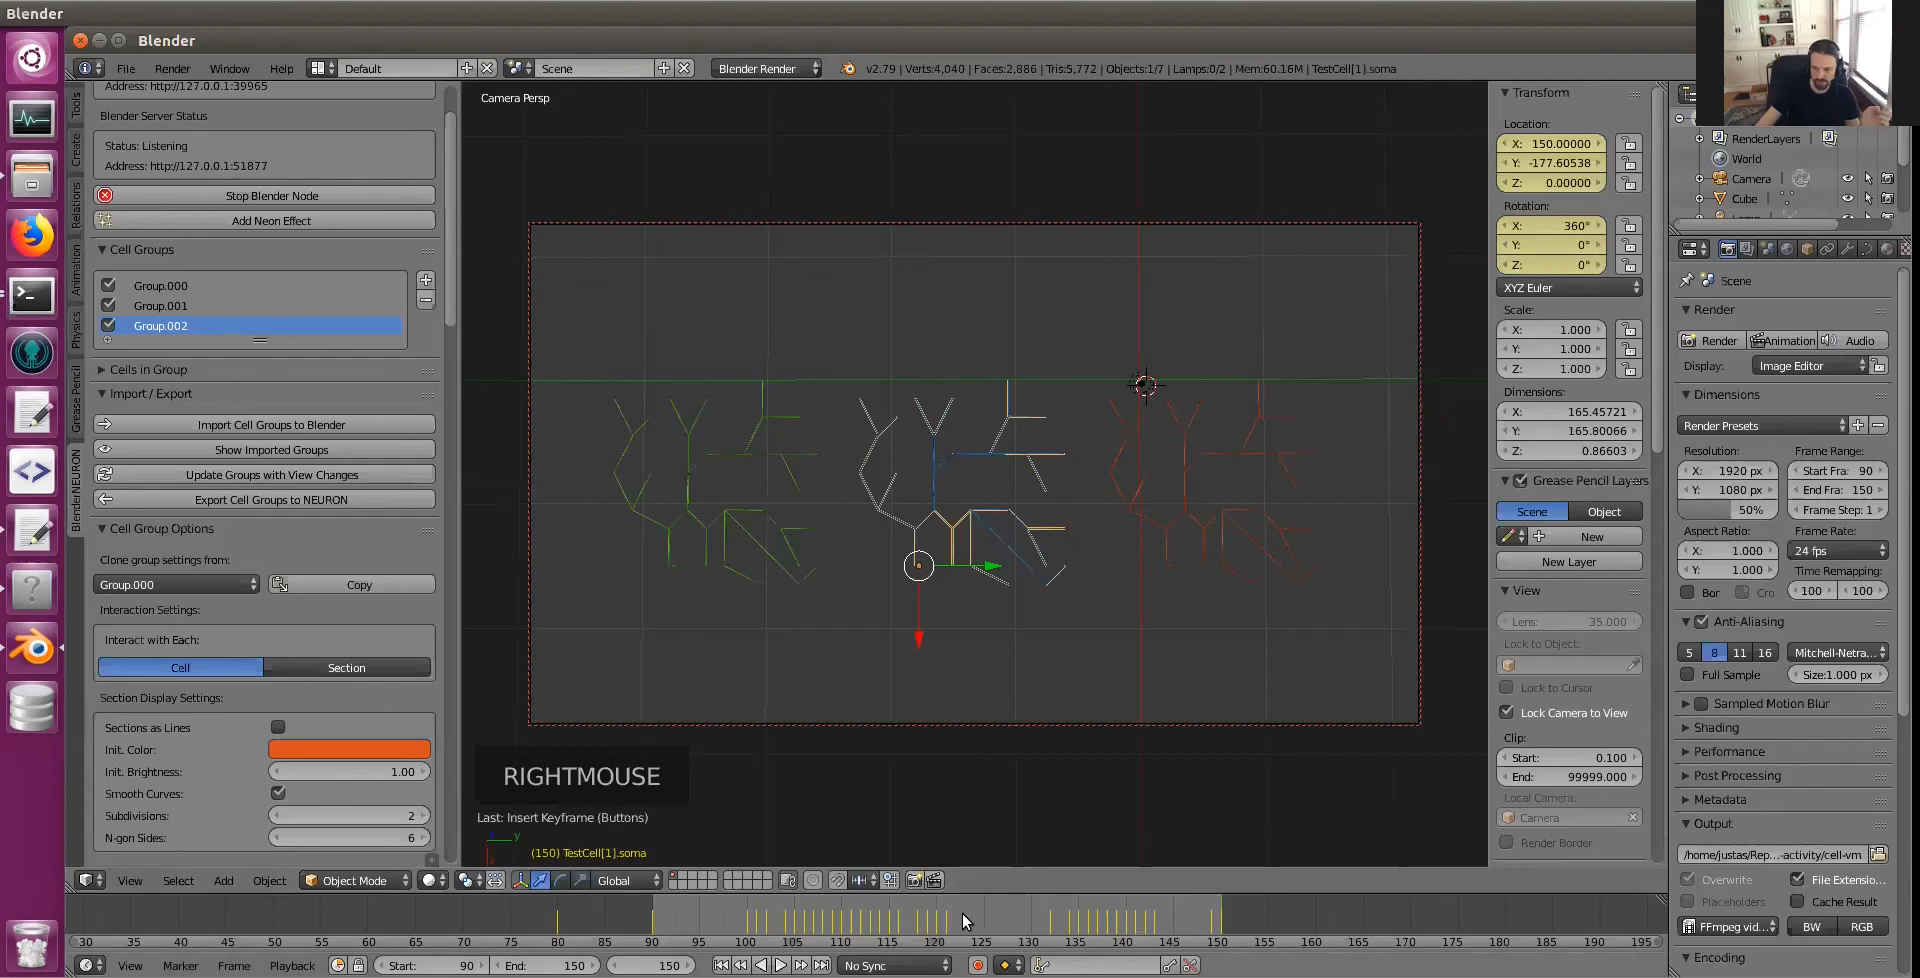 Blender
Blender
File Render Window Help Default Scene Blender Render v2.79 | Verts:4,040 | Faces:2,886 | Tris:5,772 | Objects:1/7 | Lamps:0/2 | Mem:60.16M | TestCell[1].soma
Address: http://127.0.0.1:39965
Blender Server Status
Status: Listening
Address: http://127.0.0.1:51877
Stop Blender Node
Add Neon Effect
Cell Groups
Group.000
Group.001
Group.002
Cells in Group
Import / Export
Import Cell Groups to Blender
Show Imported Groups
Update Groups with View Changes
Export Cell Groups to NEURON
Cell Group Options
Clone group settings from:
Group.000 Copy
Interaction Settings:
Interact with Each:
Cell Section
Section Display Settings:
Sections as Lines
Init. Color:
Init. Brightness: 1.00
Smooth Curves:
Subdivisions: 2
N-gon Sides: 6
Tools
Create
Relations
Animation
Physics
Grease Pencil
BlenderNEURON
Camera Persp
RIGHTMOUSE
Last: Insert Keyframe (Buttons)
y
(150) TestCell[1].soma
Transform
Location:
X: 150.00000
Y: -177.60538
Z: 0.00000
Rotation:
X: 360°
Y: 0°
Z: 0°
XYZ Euler
Scale:
X: 1.000
Y: 1.000
Z: 1.000
Dimensions:
X: 165.45721
Y: 165.80066
Z: 0.86603
Grease Pencil Layers
Scene Object
New
New Layer
View
Lens: 35.000
Lock to Object:
Lock to Cursor
Lock Camera to View
Clip:
Start: 0.100
End: 99999.000
Local Camera:
Camera
Render Border
RenderLayers
World
Camera
Cube
Scene
Render
Render Animation Audio
Display: Image Editor
Dimensions
Render Presets
Resolution: Frame Range:
X: 1920 px Start Fra: 90
Y: 1080 px End Fra: 150
50% Frame Step: 1
Aspect Ratio: Frame Rate:
X: 1.000 24 fps
Y: 1.000 Time Remapping:
Bor Cro 100 100
Anti-Aliasing
5 8 11 16 Mitchell-Netra...
Full Sample Size:1.000 px
Sampled Motion Blur
Shading
Performance
Post Processing
Metadata
Output
/home/justas/Rep...-activity/cell-vm
Overwrite File Extensio...
Placeholders Cache Result
FFmpeg vid... BW RGB
Encoding
View Select Add Object Object Mode Global
30 35 40 45 50 55 60 65 70 75 80 85 90 95 100 105 110 115 120 125 130 135 140 145 150 155 160 165 170 175 180 185 190 195
View Marker Frame Playback Start: 90 End: 150 150 No Sync